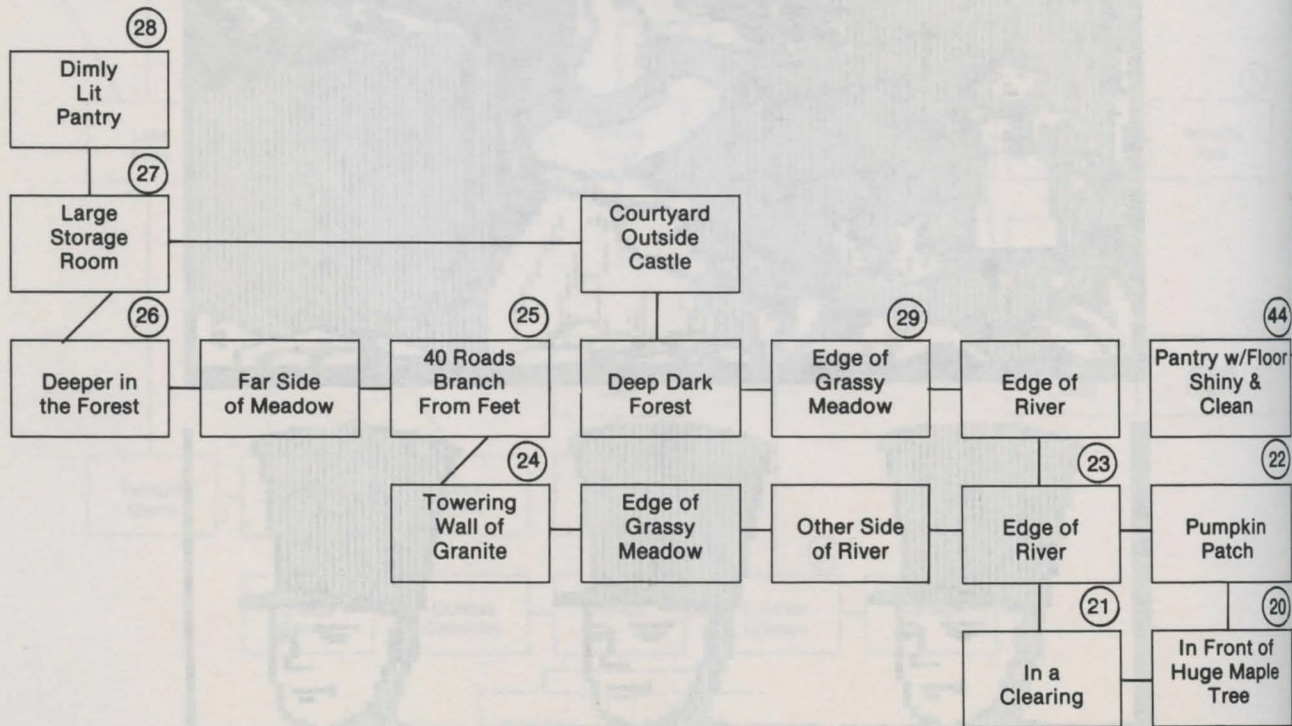 28
Dimly
Lit
Pantry
27
Large
Storage
Room
Courtyard
Outside
Castle
26
Deeper in
the Forest
Far Side
of Meadow
25
40 Roads
Branch
From Feet
Deep Dark
Forest
29
Edge of
Grassy
Meadow
Edge of
River
44
Pantry w/Floor
Shiny &
Clean
24
Towering
Wall of
Granite
Edge of
Grassy
Meadow
Other Side
of River
23
Edge of
River
22
Pumpkin
Patch
21
In a
Clearing
20
In Front of
Huge Maple
Tree